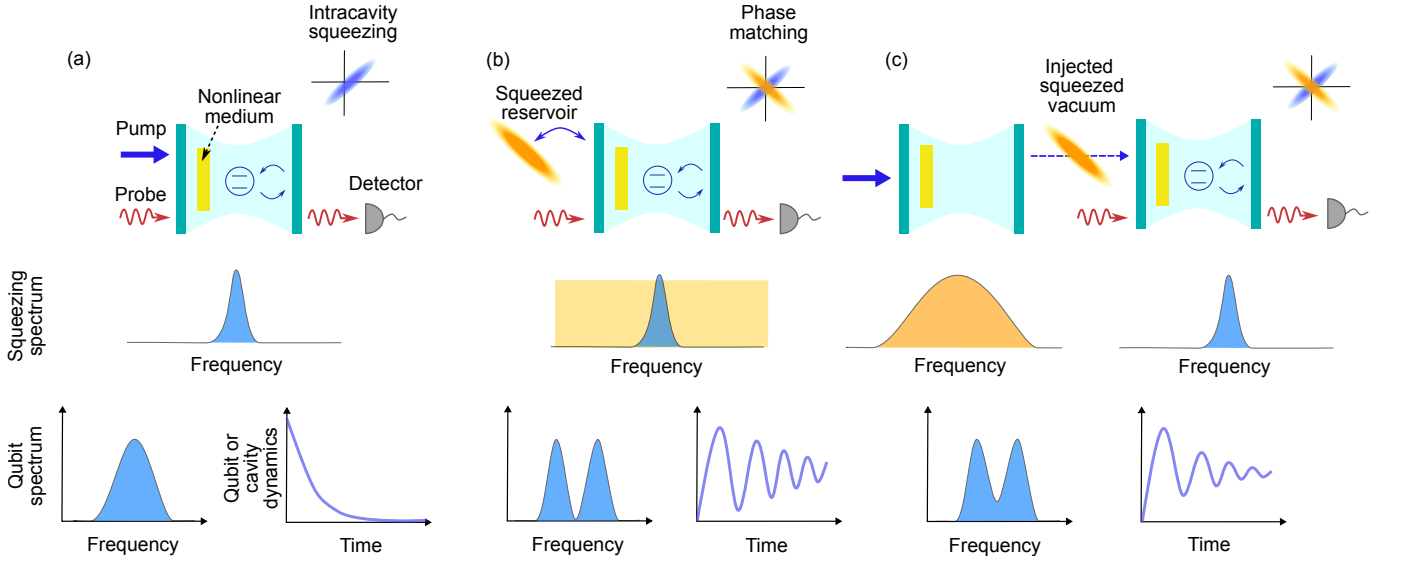 (a)
Intracavity
squeezing
Nonlinear
medium
Pump
Probe
Detector
(b)
Phase
matching
Squeezed
reservoir
(c)
Injected
squeezed
vacuum
Squeezing
spectrum
Frequency
Frequency
Frequency
Frequency
Qubit
spectrum
Frequency
Qubit or
cavity
dynamics
Time
Frequency
Time
Frequency
Time